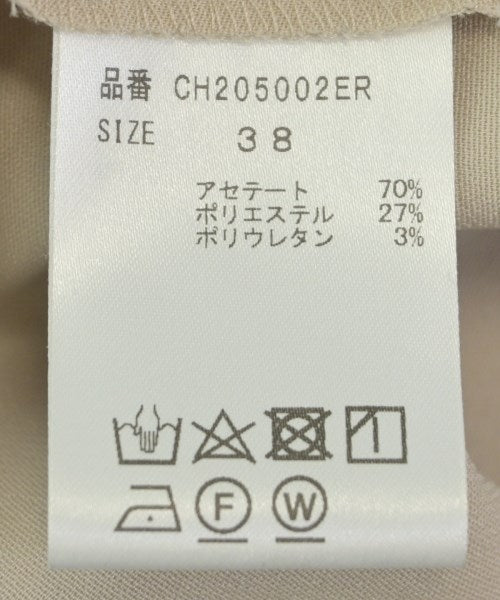 品番 CH205002ER
SIZE 38
アセテート 70%
ポリエステル 27%
ポリウレタン 3%
F W